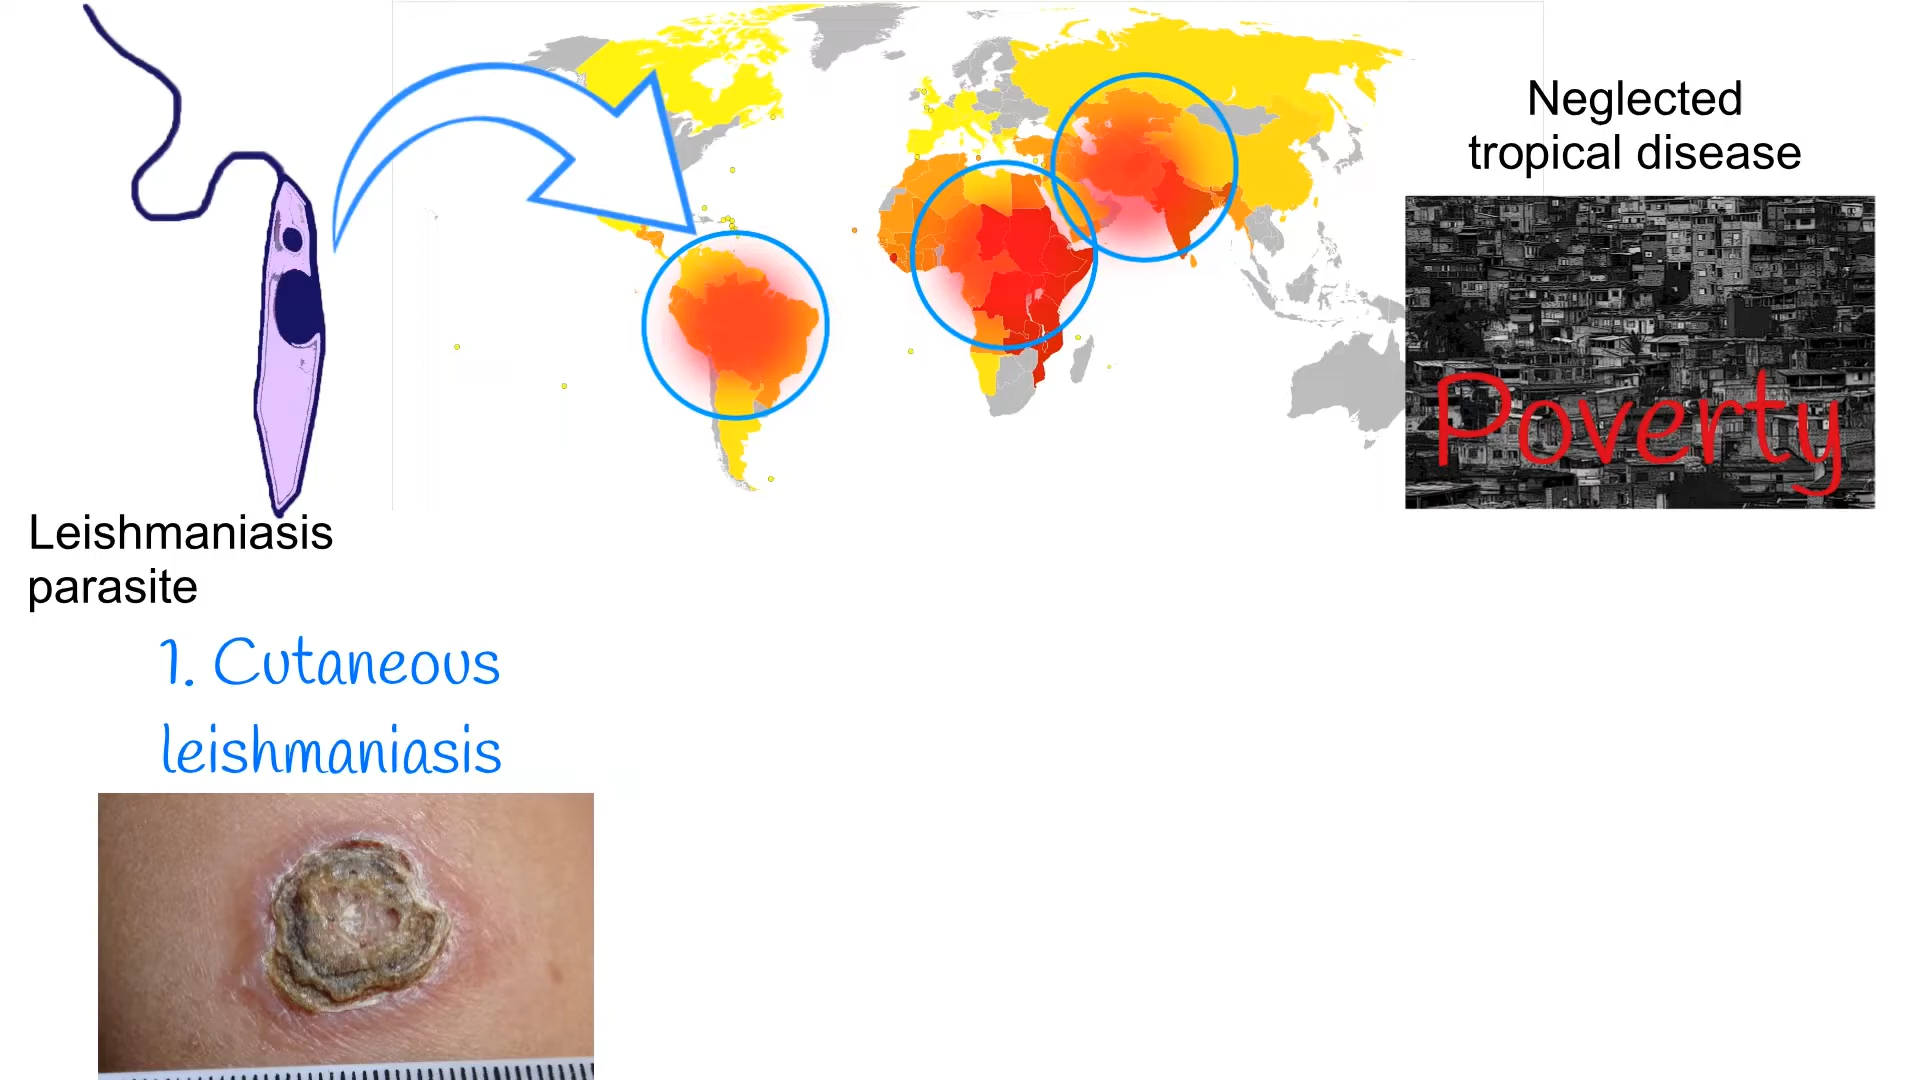 Neglected
tropical disease
Poverty
Leishmaniasis
parasite
1. Cutaneous
leishmaniasis